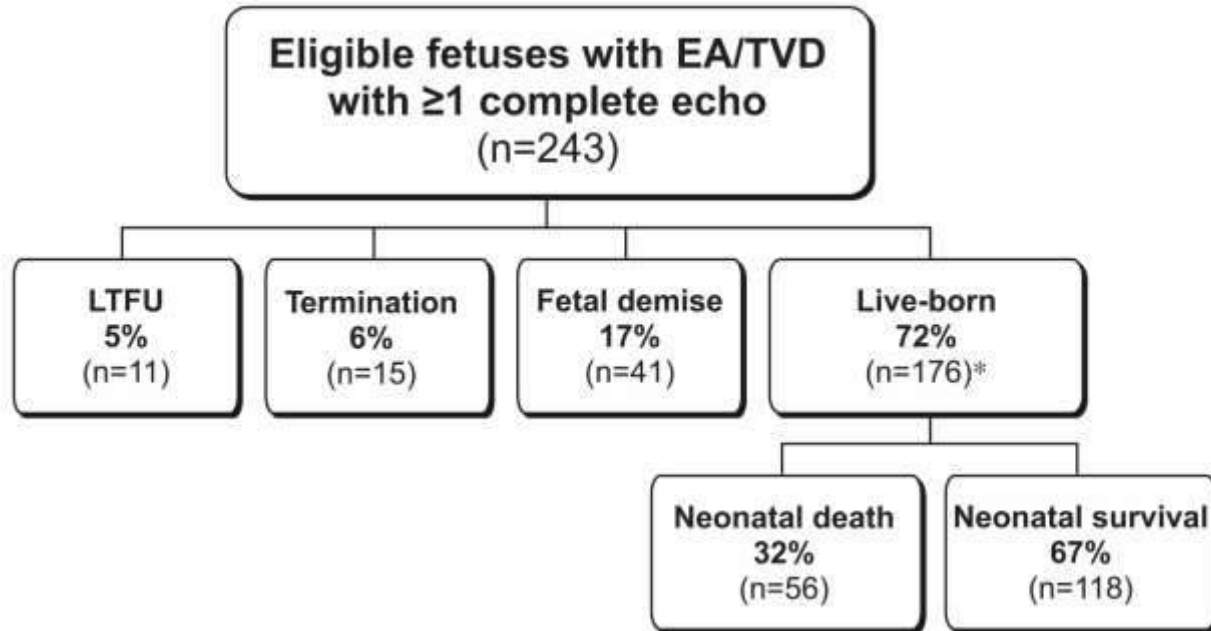 Eligible fetuses with EA/TVD
with ≥1 complete echo
(n=243)
LTFU
5%
(n=11)
Termination
6%
(n=15)
Fetal demise
17%
(n=41)
Live-born
72%
(n=176)*
Neonatal death
32%
(n=56)
Neonatal survival
67%
(n=118)